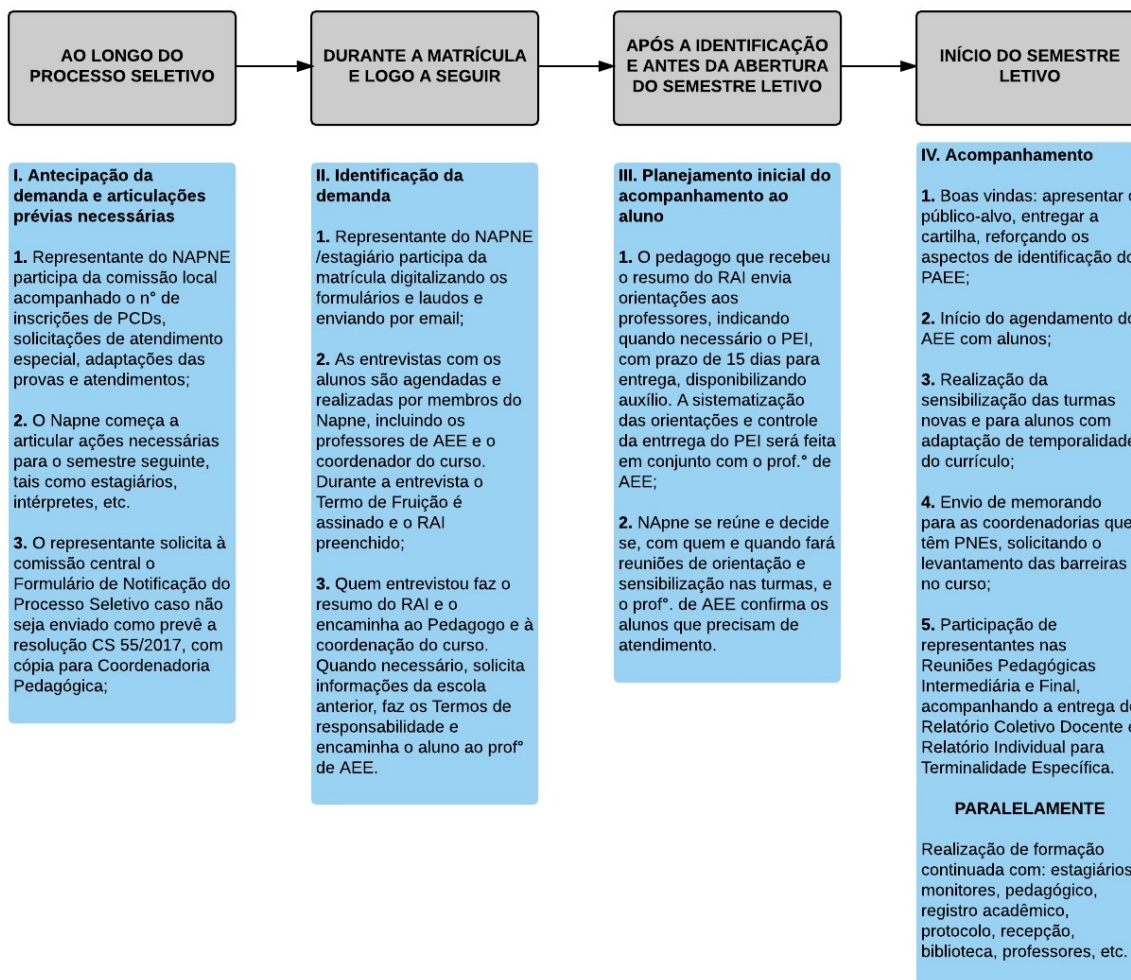 AO LONGO DO
PROCESSO SELETIVO
DURANTE A MATRÍCULA
E LOGO A SEGUIR
APÓS A IDENTIFICAÇÃO
E ANTES DA ABERTURA
DO SEMESTRE LETIVO
INÍCIO DO SEMESTRE
LETIVO
I. Antecipação da
demanda e articulações
prévias necessárias
1. Representante do NAPNE
participa da comissão local
acompanhado o n° de
inscrições de PCDs,
solicitações de atendimento
especial, adaptações das
provas e atendimentos;
2. O Napne começa a
articular ações necessárias
para o semestre seguinte,
tais como estagiários,
intérpretes, etc.
3. O representante solicita à
comissão central o
Formulário de Notificação do
Processo Seletivo caso não
seja enviado como prevê a
resolução CS 55/2017, com
cópia para Coordenadoria
Pedagógica;
II. Identificação da
demanda
1. Representante do NAPNE
/estagiário participa da
matrícula digitalizando os
formulários e laudos e
enviando por email;
2. As entrevistas com os
alunos são agendadas e
realizadas por membros do
Napne, incluindo os
professores de AEE e o
coordenador do curso.
Durante a entrevista o
Termo de Fruição é
assinado e o RAI
preenchido;
3. Quem entrevistou faz o
resumo do RAI e o
encaminha ao Pedagogo e à
coordenação do curso.
Quando necessário, solicita
informações da escola
anterior, faz os Termos de
responsabilidade e
encaminha o aluno ao prof°
de AEE.
III. Planejamento inicial do
acompanhamento ao
aluno
1. O pedagogo que recebeu
o resumo do RAI envia
orientações aos
professores, indicando
quando necessário o PEI,
com prazo de 15 dias para
entrega, disponibilizando
auxílio. A sistematização
das orientações e controle
da entrrega do PEI será feita
em conjunto com o prof.° de
AEE;
2. NApne se reúne e decide
se, com quem e quando fará
reuniões de orientação e
sensibilização nas turmas, e
o prof°. de AEE confirma os
alunos que precisam de
atendimento.
IV. Acompanhamento
1. Boas vindas: apresentar
público-alvo, entregar a
cartilha, reforçando os
aspectos de identificação
PAEE;
2. Início do agendamento
AEE com alunos;
3. Realização da
sensibilização das turmas
novas e para alunos com
adaptação de temporalidade
do currículo;
4. Envio de memorando
para as coordenadorias que
têm PNEs, solicitando o
levantamento das barreiras
no curso;
5. Participação de
representantes nas
Reuniões Pedagógicas
Intermediária e Final,
acompanhando a entrega
Relatório Coletivo Docente
Relatório Individual para
Terminalidade Específica.
PARALELAMENTE
Realização de formação
continuada com: estagiários
monitores, pedagógico,
registro acadêmico,
protocolo, recepção,
biblioteca, professores, etc.